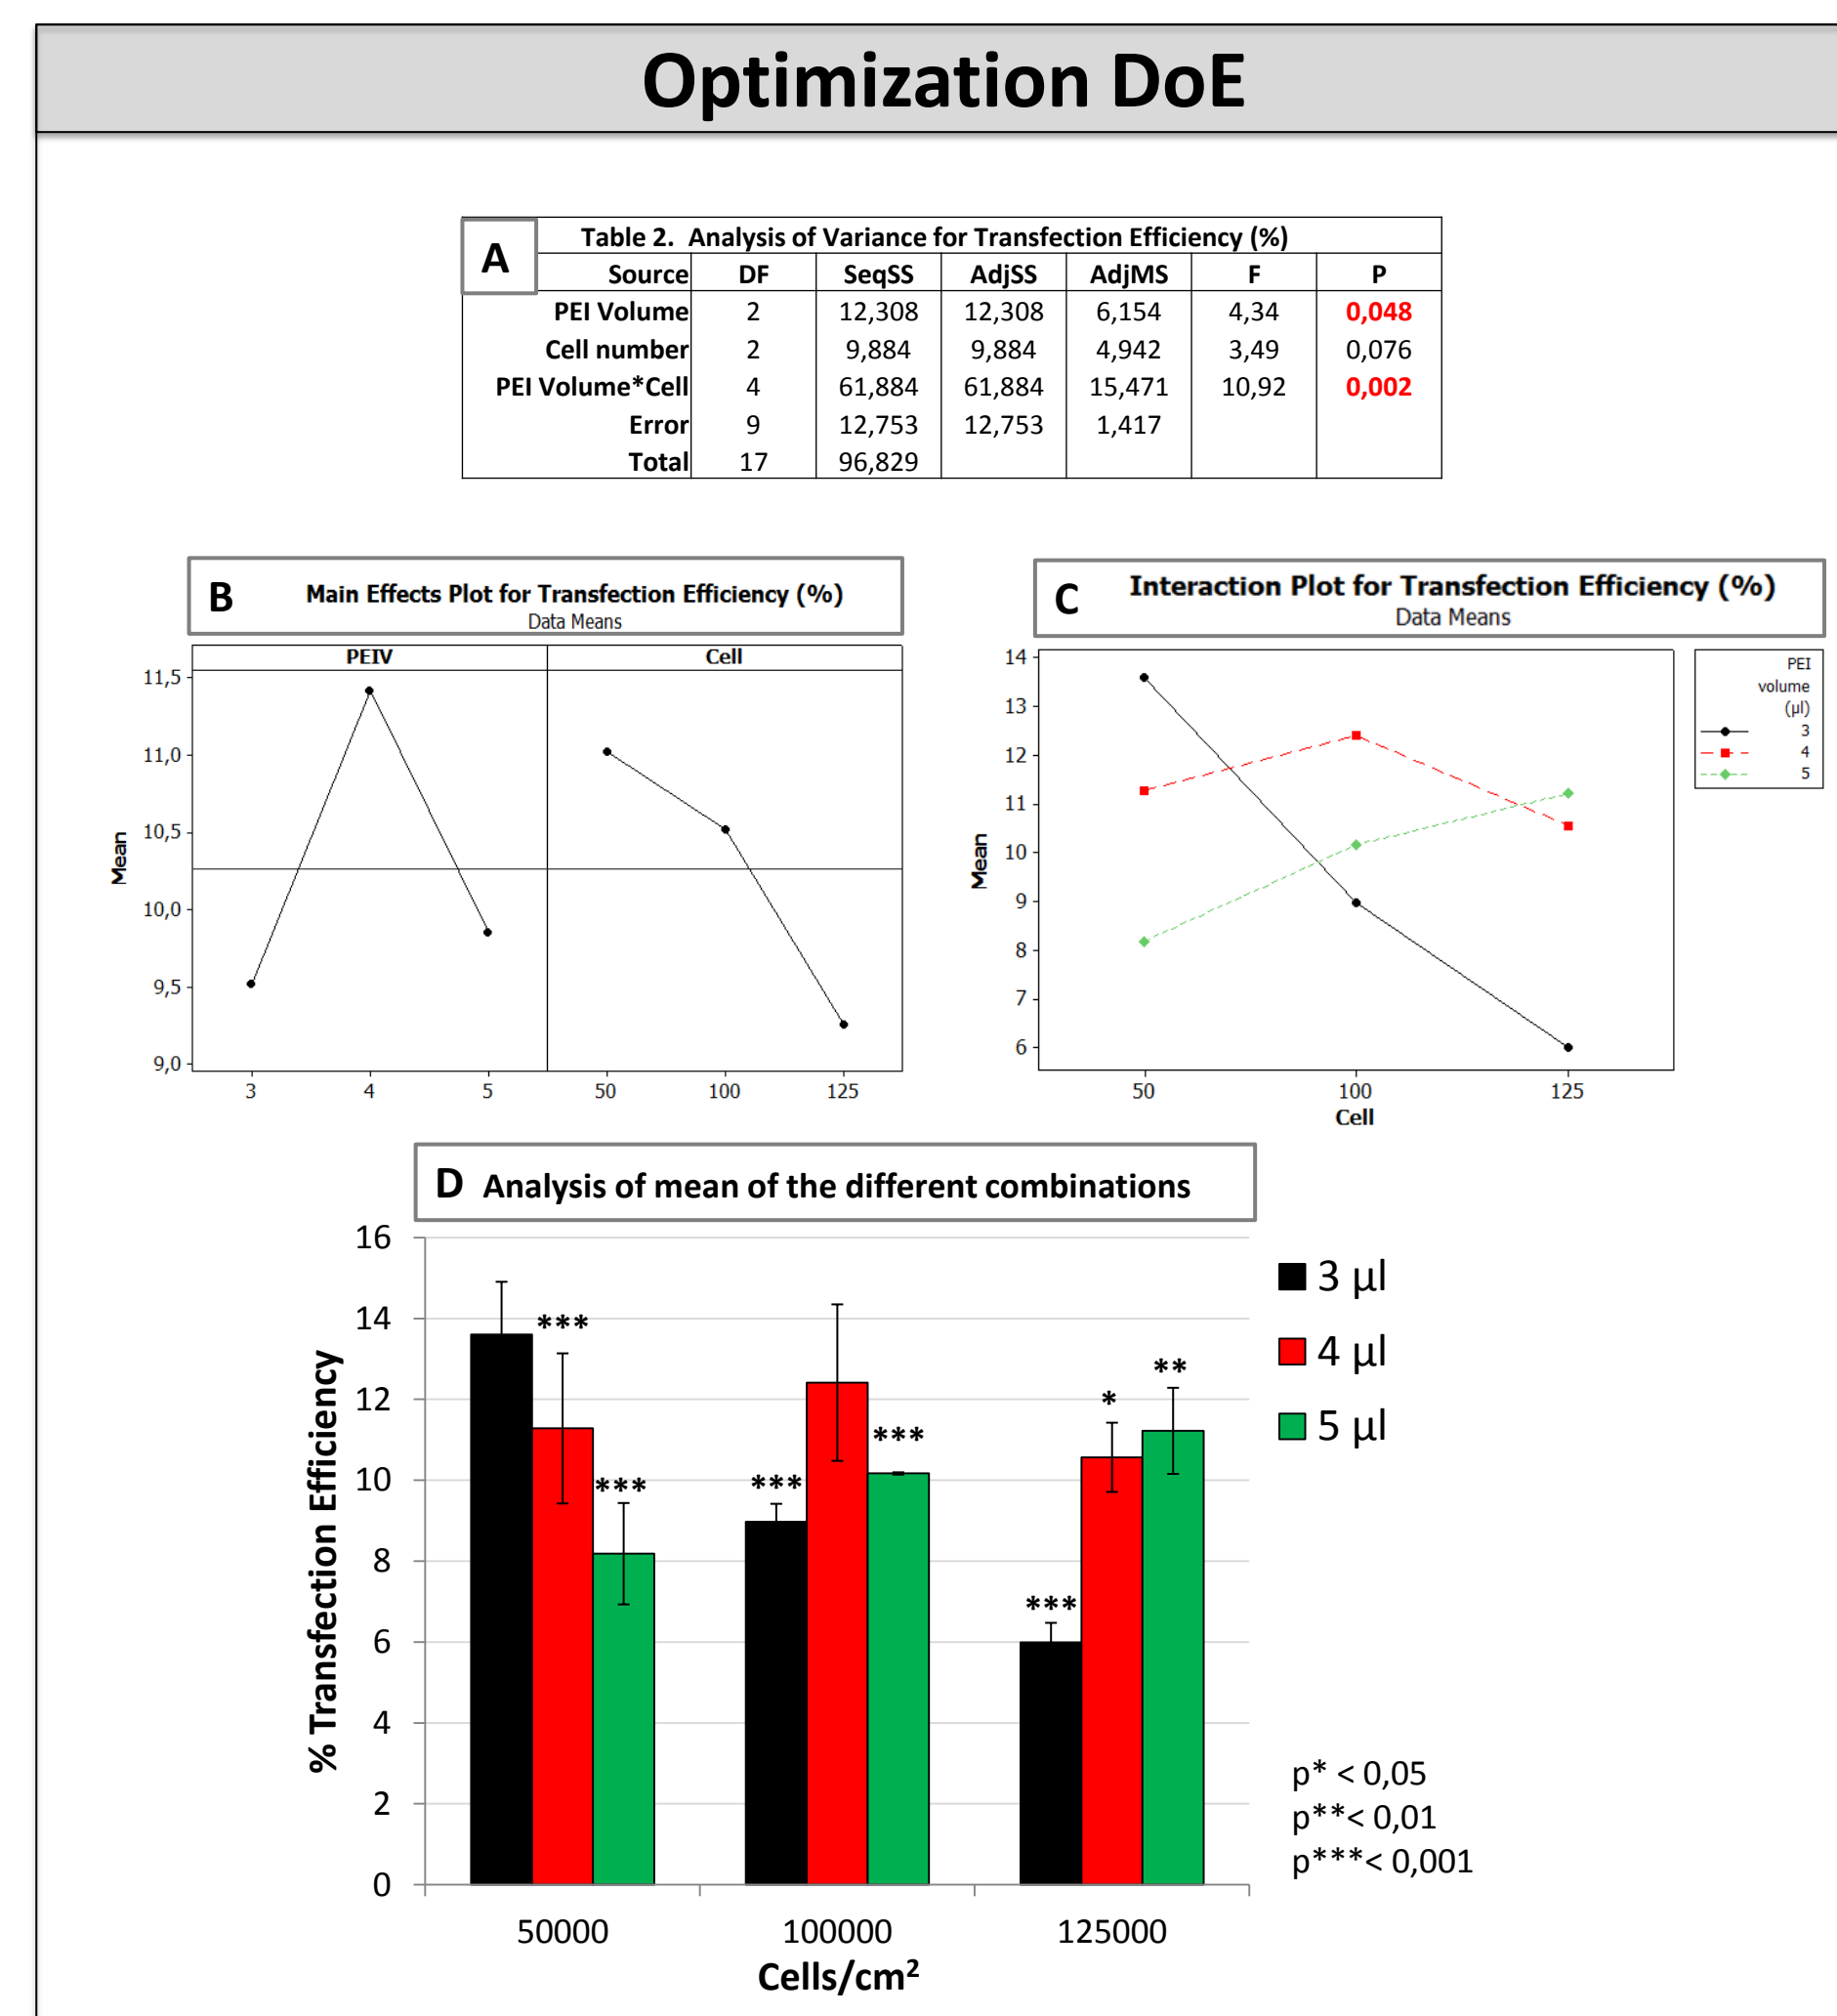 Optimization DoE
A
Table 2. Analysis of Variance for Transfection Efficiency (%)
Source DF SeqSS AdjSS AdjMS F P
PEI Volume 2 12,308 12,308 6,154 4,34 0,048
Cell number 2 9,884 9,884 4,942 3,49 0,076
PEI Volume*Cell 4 61,884 61,884 15,471 10,92 0,002
Error 9 12,753 12,753 1,417
Total 17 96,829
B Main Effects Plot for Transfection Efficiency (%)
Data Means
PEIV Cell
11,5
11,0
10,5
10,0
9,5
9,0
Mean
3 4 5 50 100 125
C Interaction Plot for Transfection Efficiency (%)
Data Means
14
13
12
11
10
9
8
7
6
Mean
50 100 125
Cell
PEI
volume
(µl)
3
4
5
D Analysis of mean of the different combinations
16
14
12
10
8
6
4
2
0
% Transfection Efficiency
***
***
***
***
***
*
**
50000 100000 125000
Cells/cm²
3 µl
4 µl
5 µl
p* < 0,05
p**< 0,01
p***< 0,001